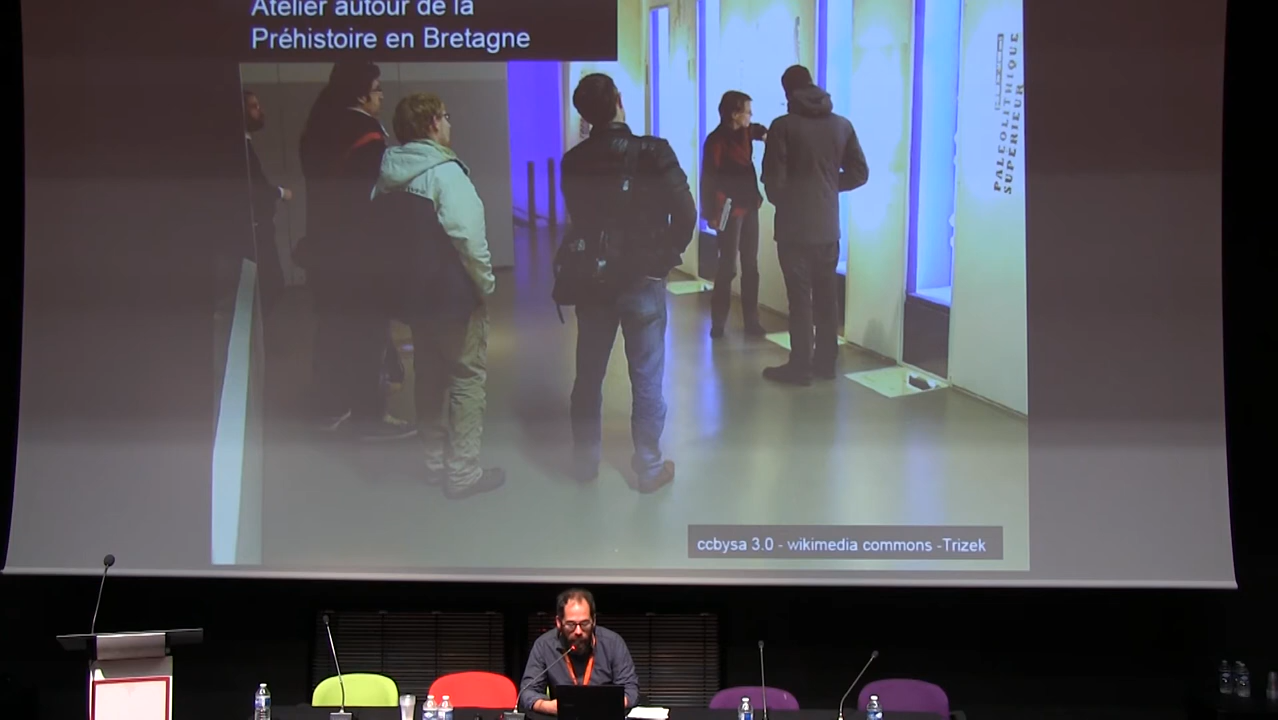 Atelier autour de la
Préhistoire en Bretagne
PALEOLITHIQUE
SUPERIEUR
ccbysa 3.0 - wikimedia commons -Trizek